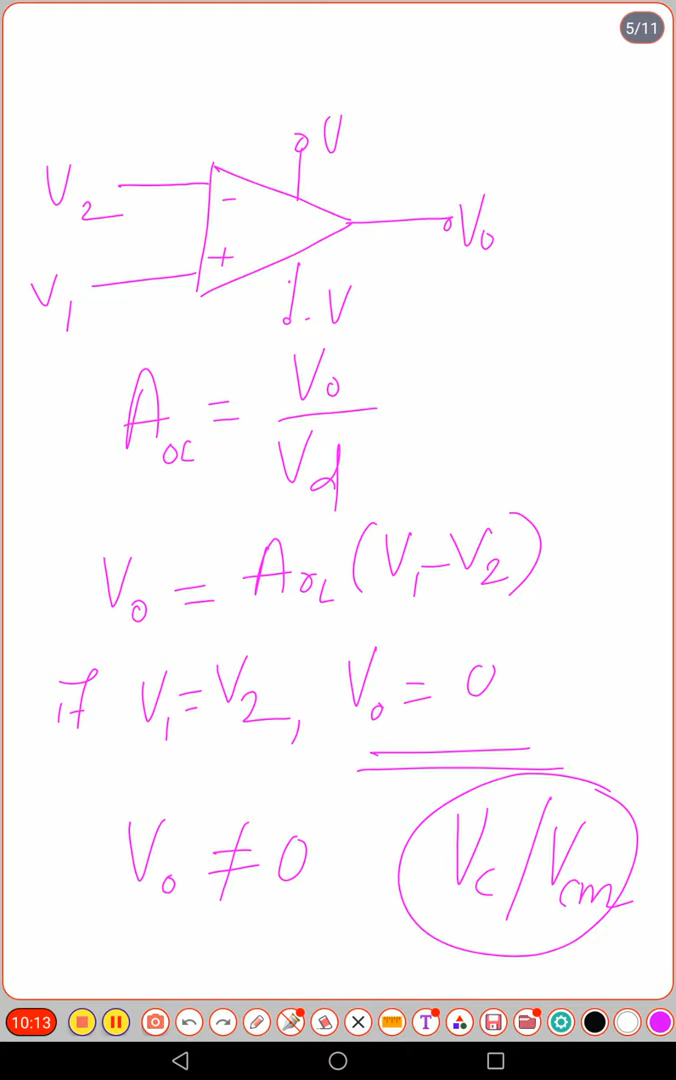 5/11
V
V2
-
Vo
+
V1
-V
AOL = Vo/Vd
Vo = AOL (V1-V2)
if V1=V2, Vo = 0
Vo ≠ 0
Vc/Vcm
10:13
T